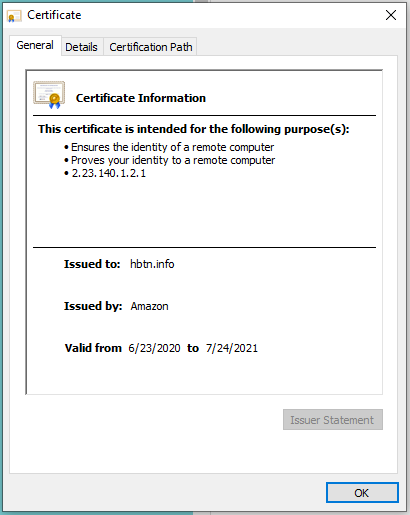 Certificate
General Details Certification Path
Certificate Information
This certificate is intended for the following purpose(s):
• Ensures the identity of a remote computer
• Proves your identity to a remote computer
• 2.23.140.1.2.1
Issued to: hbtn.info
Issued by: Amazon
Valid from 6/23/2020 to 7/24/2021
Issuer Statement
OK